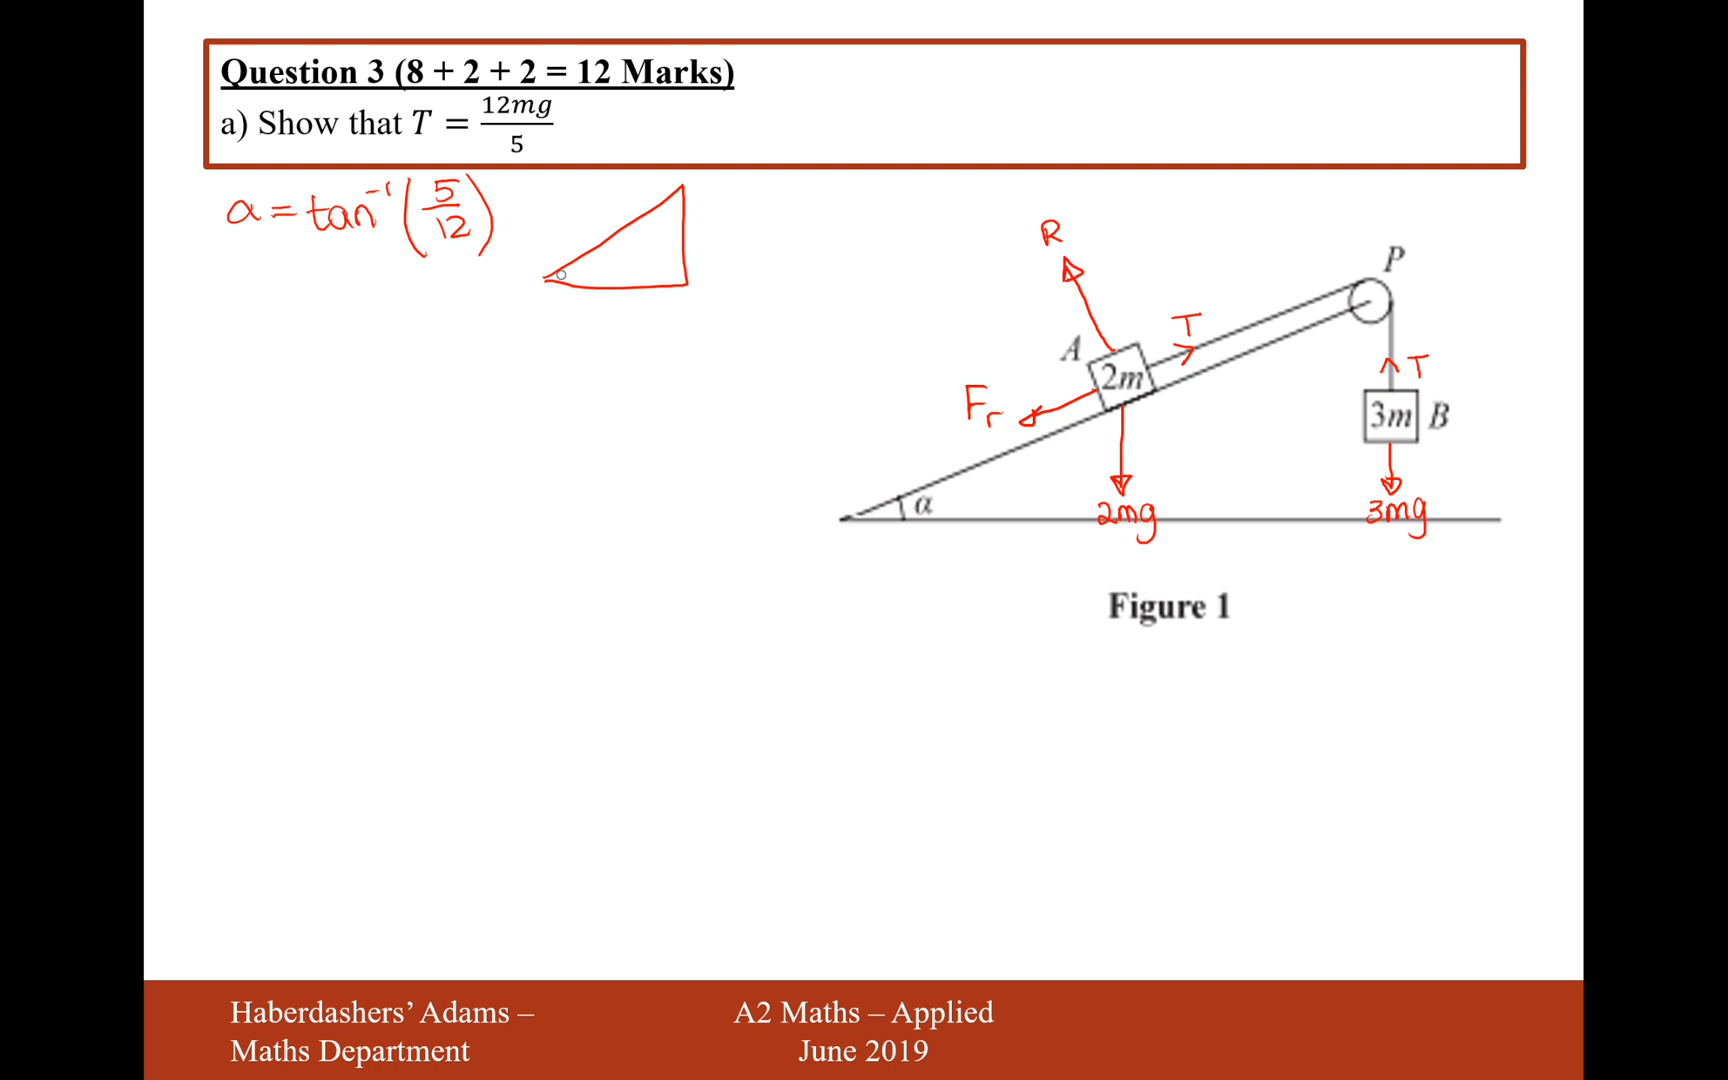 Question 3 (8 + 2 + 2 = 12 Marks)
a) Show that T = 12mg/5
α = tan⁻¹(5/12)
R
P
T
A
2m
Fr
T
3m B
α
2mg
3mg
Figure 1
Haberdashers’ Adams –
Maths Department
A2 Maths – Applied
June 2019